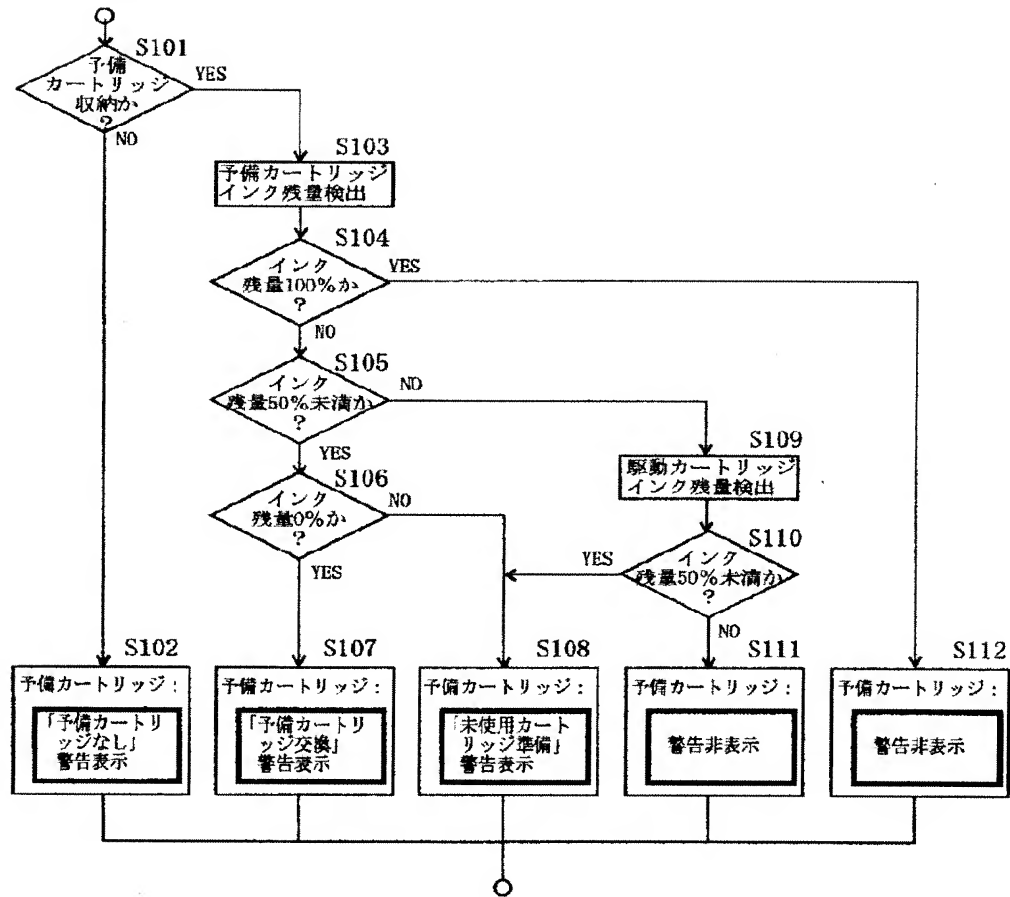 S101
予備
カートリッジ
収納か
?
YES
NO
S103
予備カートリッジ
インク残量検出
S104
インク
残量100%か
?
YES
NO
S105
インク
残量50%未満か
?
NO
YES
S109
駆動カートリッジ
インク残量検出
S106
インク
残量0%か
?
NO
YES
S110
インク
残量50%未満か
?
YES
NO
S102
予備カートリッジ:
「予備カートリ
ッジなし」
警告表示
S107
予備カートリッジ:
「予備カートリ
ッジ交換」
警告表示
S108
予備カートリッジ:
「未使用カート
リッジ準備」
警告表示
S111
予備カートリッジ:
警告非表示
S112
予備カートリッジ:
警告非表示